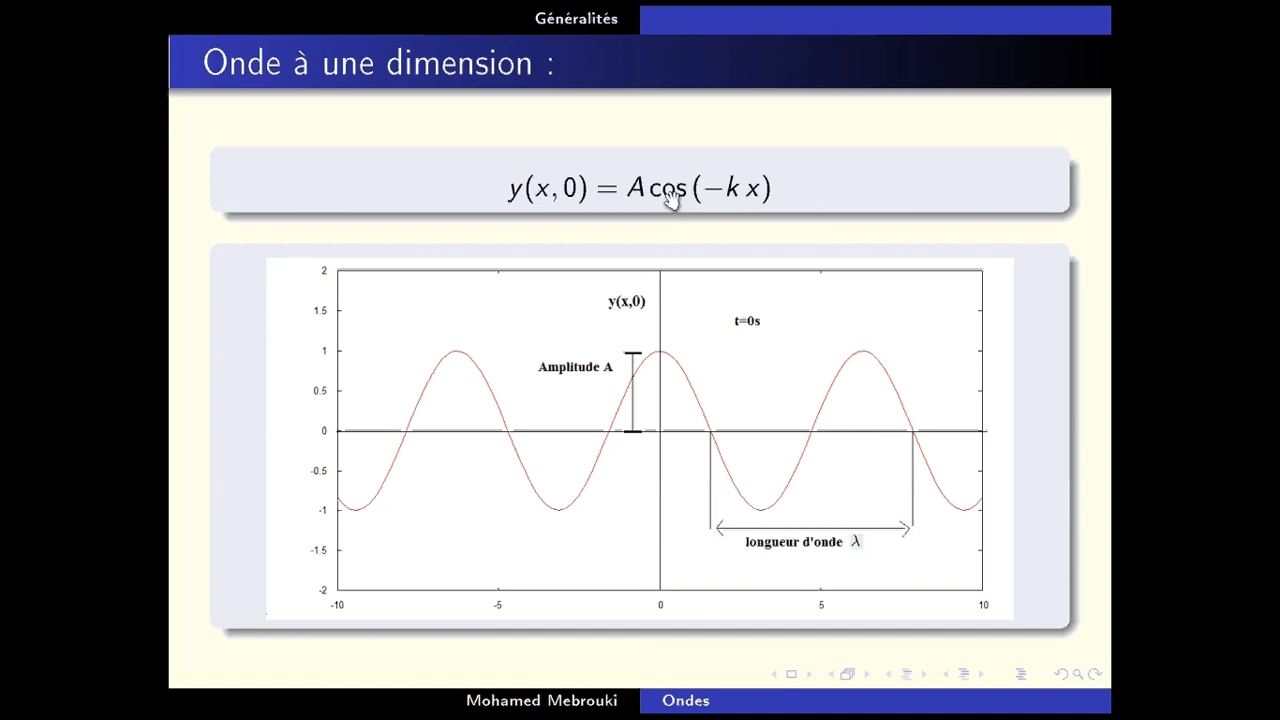 Généralités
Onde à une dimension :
y(x, 0) = A cos (−k x)
2
y(x,0)
1.5
t=0s
1
Amplitude A
0.5
0
-0.5
-1
longueur d'onde λ
-1.5
-2
-10 -5 0 5 10
Mohamed Mebrouki Ondes